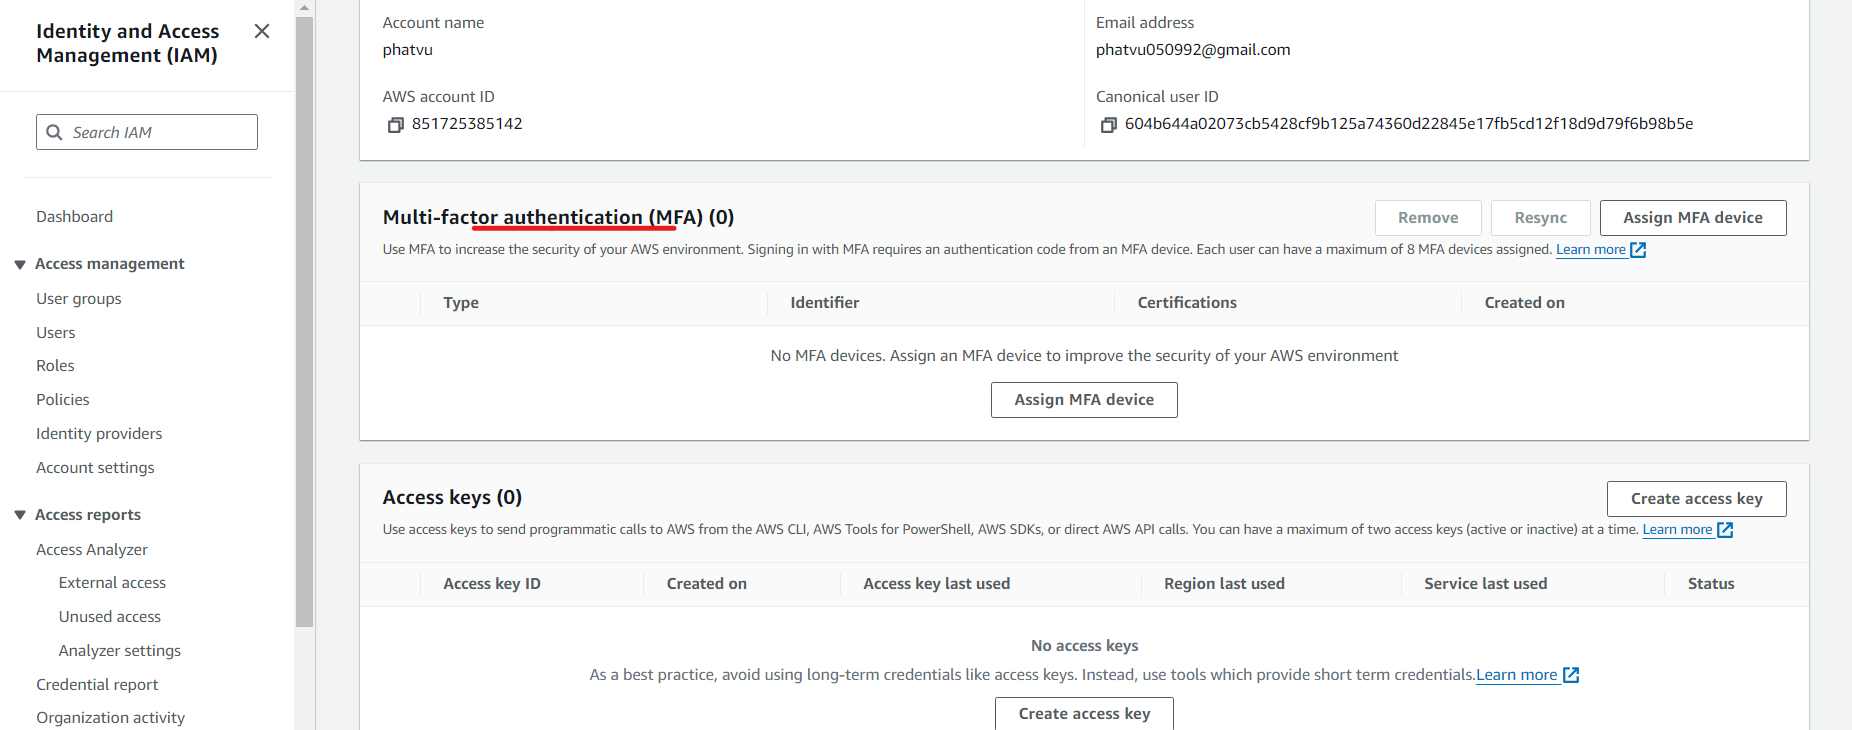 Identity and Access
Management (IAM)
Search IAM
Dashboard
Access management
User groups
Users
Roles
Policies
Identity providers
Account settings
Access reports
Access Analyzer
External access
Unused access
Analyzer settings
Credential report
Organization activity
Account name
phatvu
Email address
phatvu050992@gmail.com
AWS account ID
851725385142
Canonical user ID
604b644a02073cb5428cf9b125a74360d22845e17fb5cd12f18d9d79f6b98b5e
Multi-factor authentication (MFA) (0)
Remove
Resync
Assign MFA device
Use MFA to increase the security of your AWS environment. Signing in with MFA requires an authentication code from an MFA device. Each user can have a maximum of 8 MFA devices assigned. Learn more
Type Identifier Certifications Created on
No MFA devices. Assign an MFA device to improve the security of your AWS environment
Assign MFA device
Access keys (0)
Create access key
Use access keys to send programmatic calls to AWS from the AWS CLI, AWS Tools for PowerShell, AWS SDKs, or direct AWS API calls. You can have a maximum of two access keys (active or inactive) at a time. Learn more
Access key ID Created on Access key last used Region last used Service last used Status
No access keys
As a best practice, avoid using long-term credentials like access keys. Instead, use tools which provide short term credentials.Learn more
Create access key